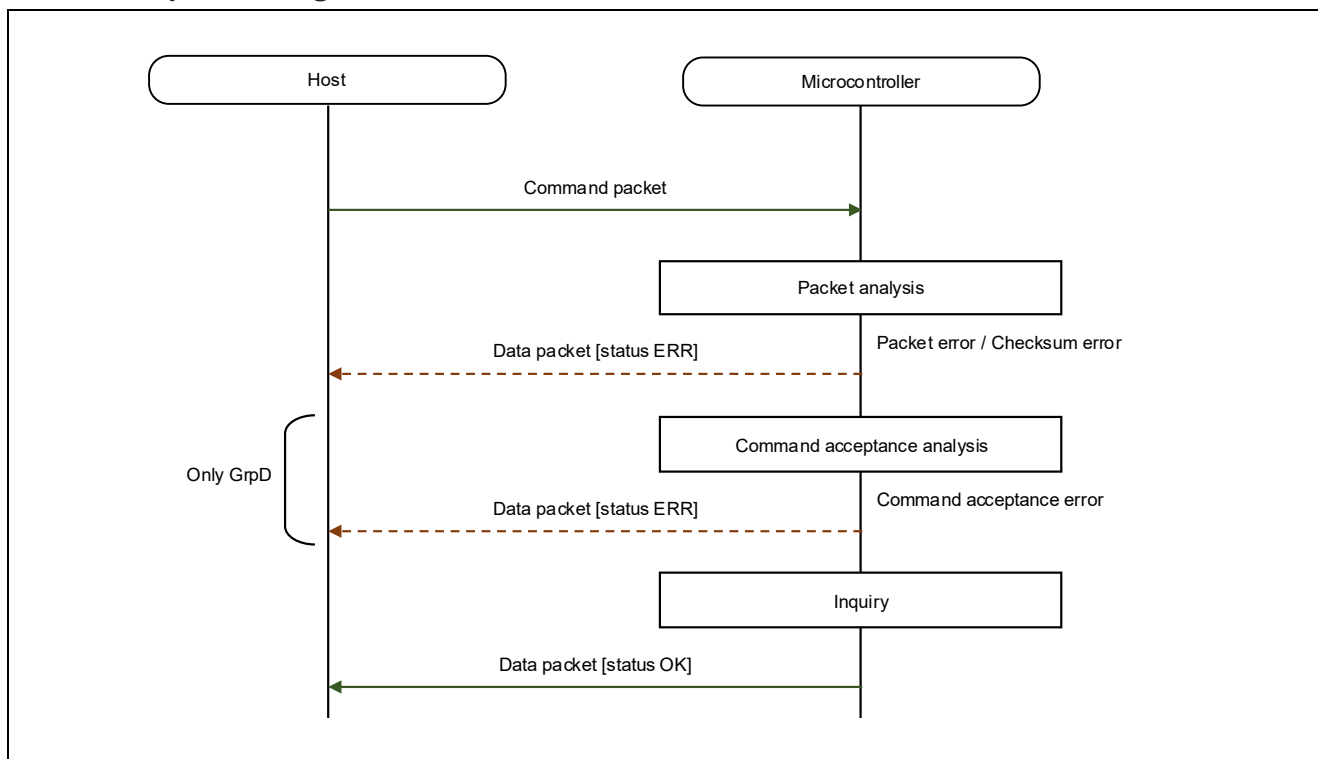 Host
Microcontroller
Command packet
Packet analysis
Packet error / Checksum error
Data packet [status ERR]
Command acceptance analysis
Only GrpD
Command acceptance error
Data packet [status ERR]
Inquiry
Data packet [status OK]